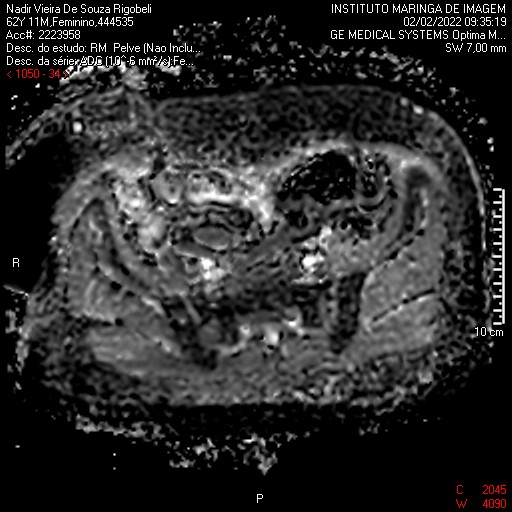 Nadir Vieira De Souza Rigobeli
62Y 11M,Feminino,444535
Acc#: 2223958
Desc. do estudo: RM Pelve (Nao Inclu...
Desc. da série:ADC (10^-6 mm²/s):Fe...
< 1050 - 34 >
INSTITUTO MARINGA DE IMAGEM
02/02/2022 09:35:19
GE MEDICAL SYSTEMS Optima M...
SW 7,00 mm
R
10 cm
P
C 2045
W 4090